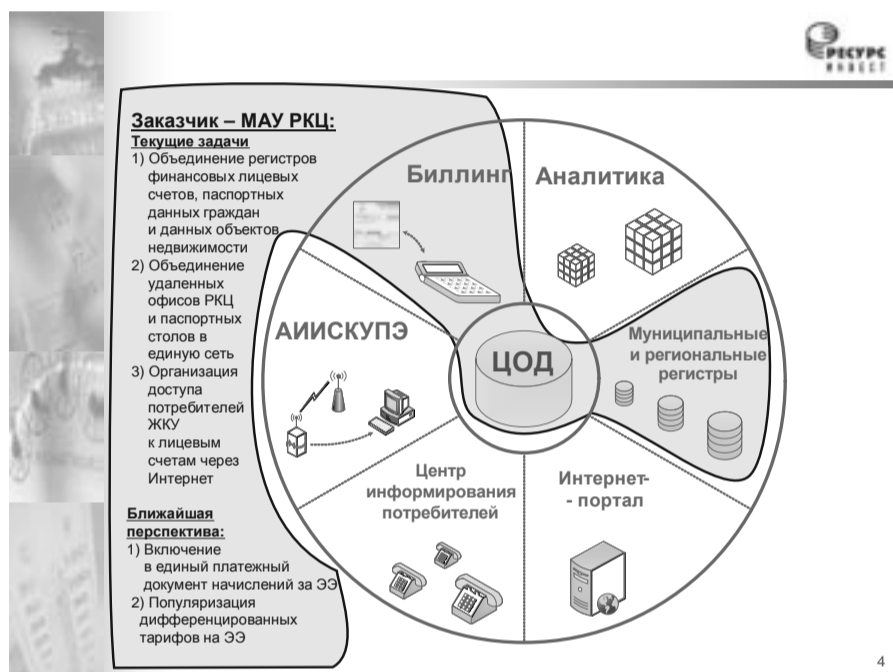 РЕСУРС
ИНВЕСТ
Заказчик – МАУ РКЦ:
Текущие задачи
1) Объединение регистров
финансовых лицевых
счетов, паспортных
данных граждан
и данных объектов
недвижимости
2) Объединение
удаленных
офисов РКЦ
и паспортных
столов в
единую сеть
3) Организация
доступа
потребителей
ЖКУ
к лицевым
счетам через
Интернет
Ближайшая
перспектива:
1) Включение
в единый платежный
документ начислений за ЭЭ
2) Популяризация
дифференцированных
тарифов на ЭЭ
Биллинг
Аналитика
АИИСКУПЭ
ЦОД
Муниципальные
и региональные
регистры
Центр
информирования
потребителей
Интернет-
- портал
4